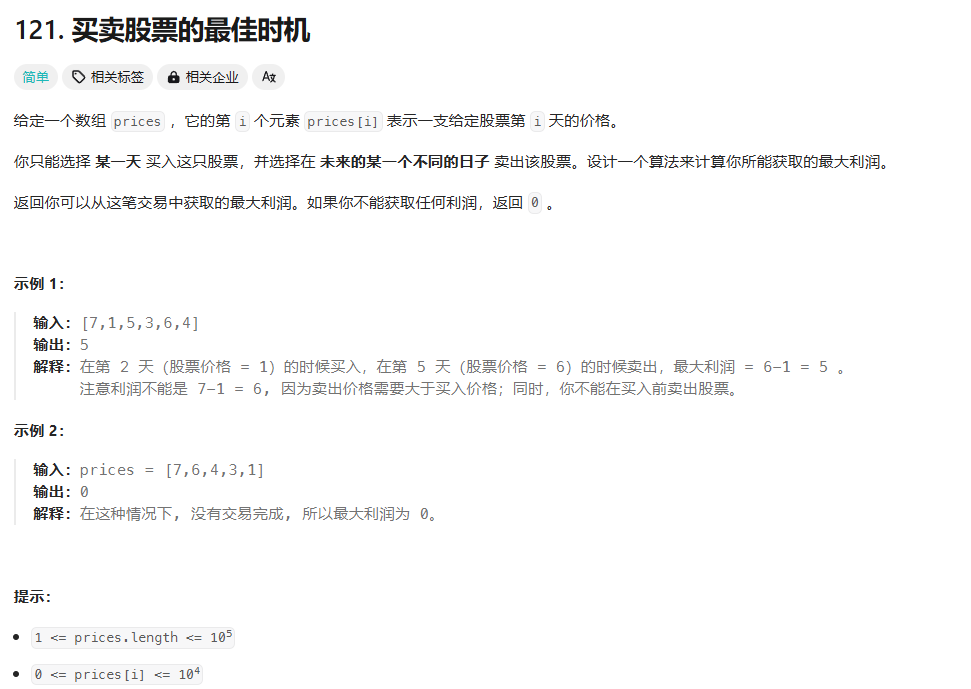 121. 买卖股票的最佳时机
简单 相关标签 相关企业 A文
给定一个数组 prices ，它的第 i 个元素 prices[i] 表示一支给定股票第 i 天的价格。
你只能选择 某一天 买入这只股票，并选择在 未来的某一个不同的日子 卖出该股票。设计一个算法来计算你所能获取的最大利润。
返回你可以从这笔交易中获取的最大利润。如果你不能获取任何利润，返回 0 。
示例 1：
输入：[7,1,5,3,6,4]
输出：5
解释：在第 2 天（股票价格 = 1）的时候买入，在第 5 天（股票价格 = 6）的时候卖出，最大利润 = 6-1 = 5 。
注意利润不能是 7-1 = 6, 因为卖出价格需要大于买入价格；同时，你不能在买入前卖出股票。
示例 2：
输入：prices = [7,6,4,3,1]
输出：0
解释：在这种情况下, 没有交易完成, 所以最大利润为 0。
提示：
• 1 <= prices.length <= 10⁵
• 0 <= prices[i] <= 10⁴